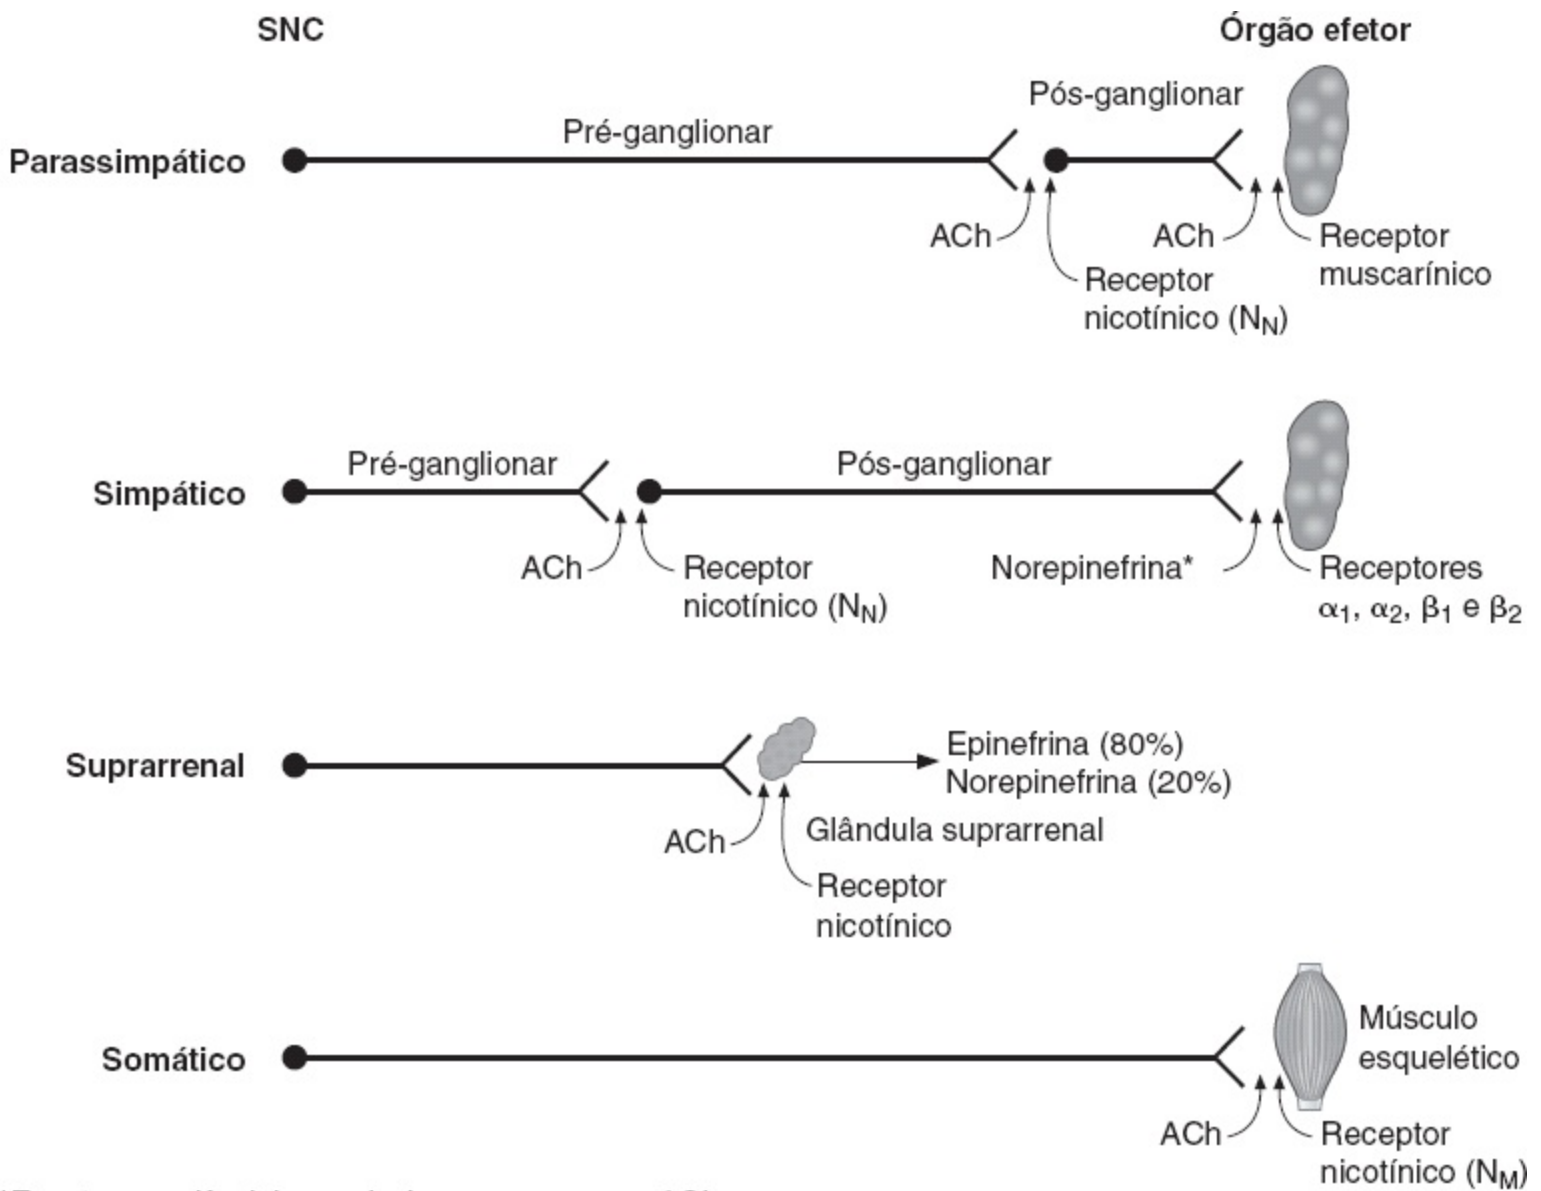 SNC
Órgão efetor
Pós-ganglionar
Pré-ganglionar
Parassimpático
ACh
ACh
Receptor
muscarínico
Receptor
nicotínico (NN)
Pré-ganglionar
Pós-ganglionar
Simpático
ACh
Receptor
nicotínico (NN)
Norepinefrina*
Receptores
α1, α2, β1 e β2
Suprarrenal
Epinefrina (80%)
Norepinefrina (20%)
ACh
Glândula suprarrenal
Receptor
nicotínico
Somático
Músculo
esquelético
ACh
Receptor
nicotínico (NM)